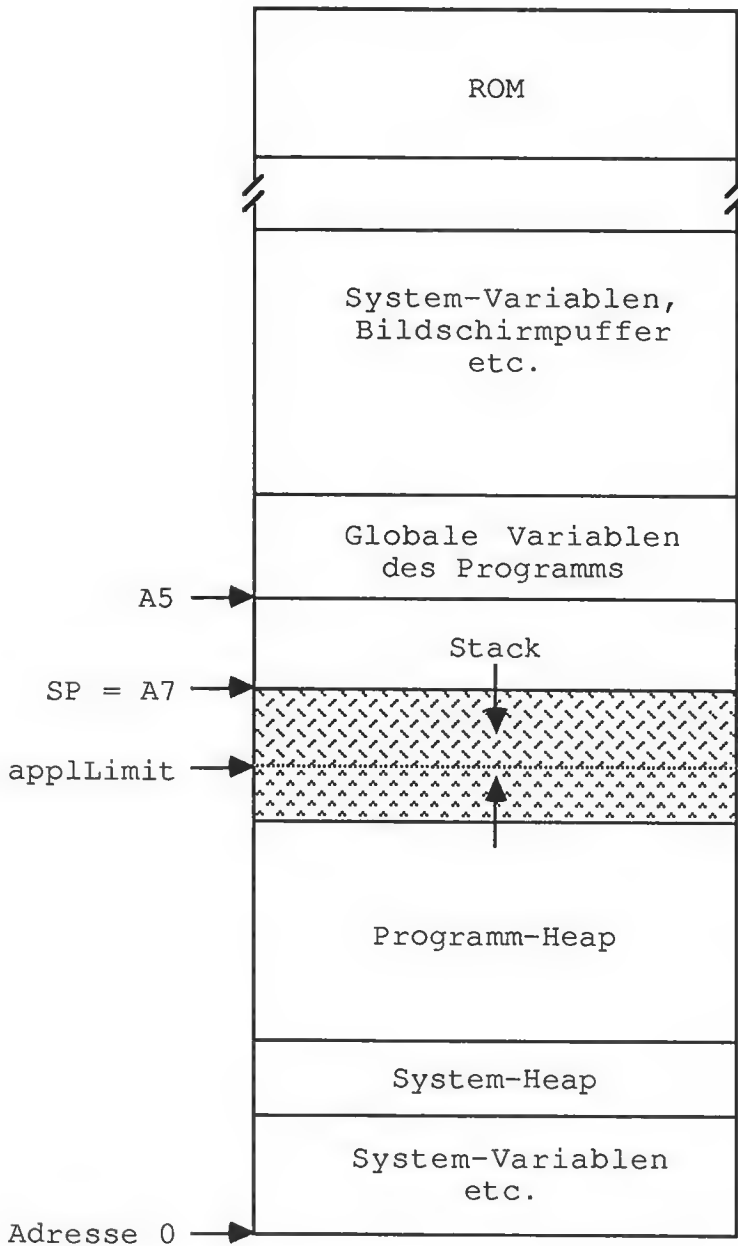 ROM
System-Variablen,
Bildschirmpuffer
etc.
Globale Variablen
des Programms
A5
Stack
SP = A7
applLimit
Programm-Heap
System-Heap
System-Variablen
etc.
Adresse 0